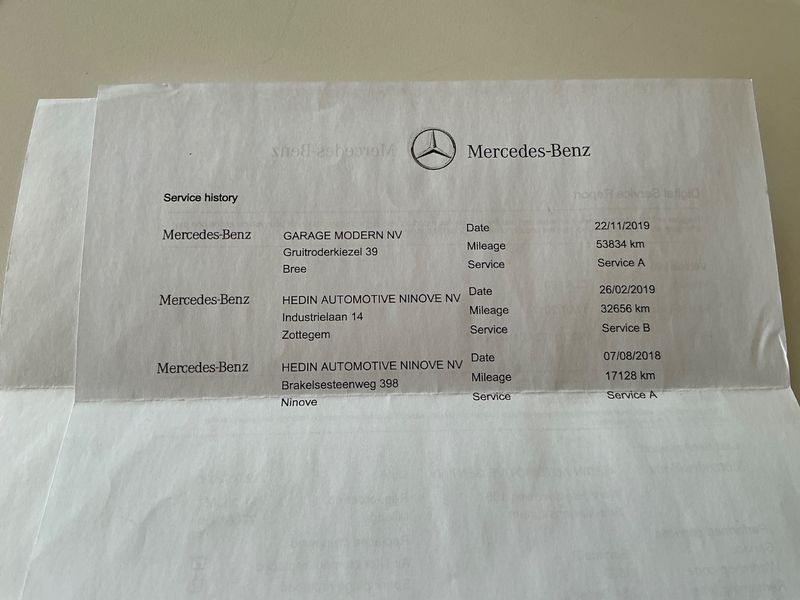 Mercedes-Benz
Service history
Mercedes-Benz GARAGE MODERN NV Date 22/11/2019
Gruitroderkiezel 39 Mileage 53834 km
Bree Service Service A
Mercedes-Benz HEDIN AUTOMOTIVE NINOVE NV Date 26/02/2019
Industrielaan 14 Mileage 32656 km
Zottegem Service Service B
Mercedes-Benz HEDIN AUTOMOTIVE NINOVE NV Date 07/08/2018
Brakelsesteenweg 398 Mileage 17128 km
Ninove Service Service A